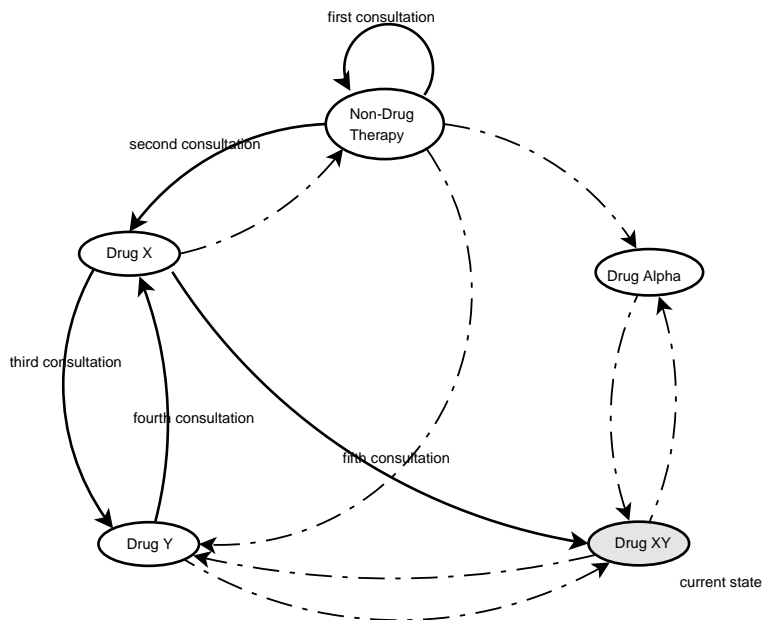 first consultation
Non-Drug
Therapy
second consultation
Drug X
Drug Alpha
third consultation
fourth consultation
fifth consultation
Drug Y
Drug XY
current state